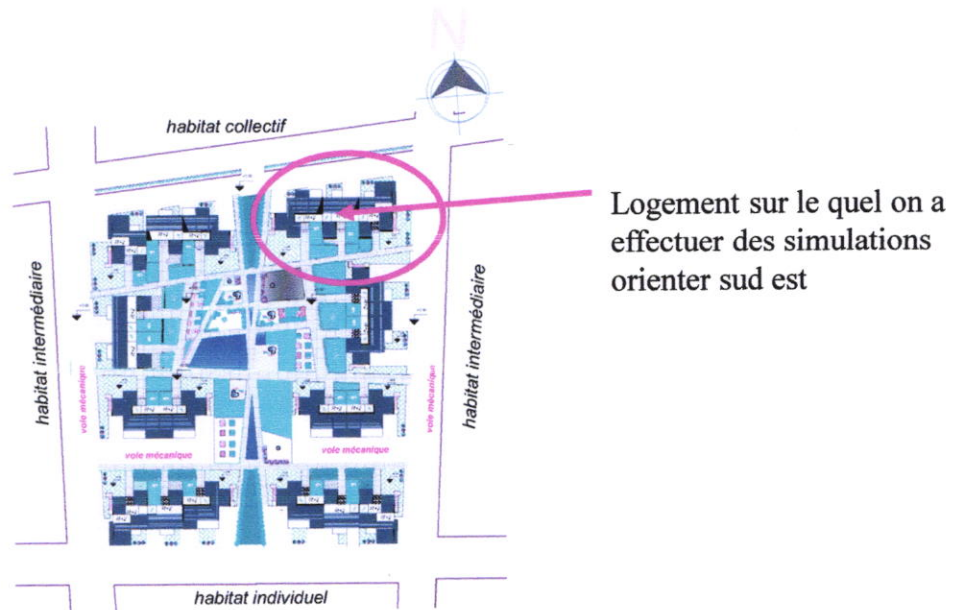 N
habitat collectif
Logement sur le quel on a
effectuer des simulations
orienter sud est
habitat intermédiaire
habitat intermédiaire
voie mécanique
voie mécanique
voie mécanique
voie mécanique
habitat individuel